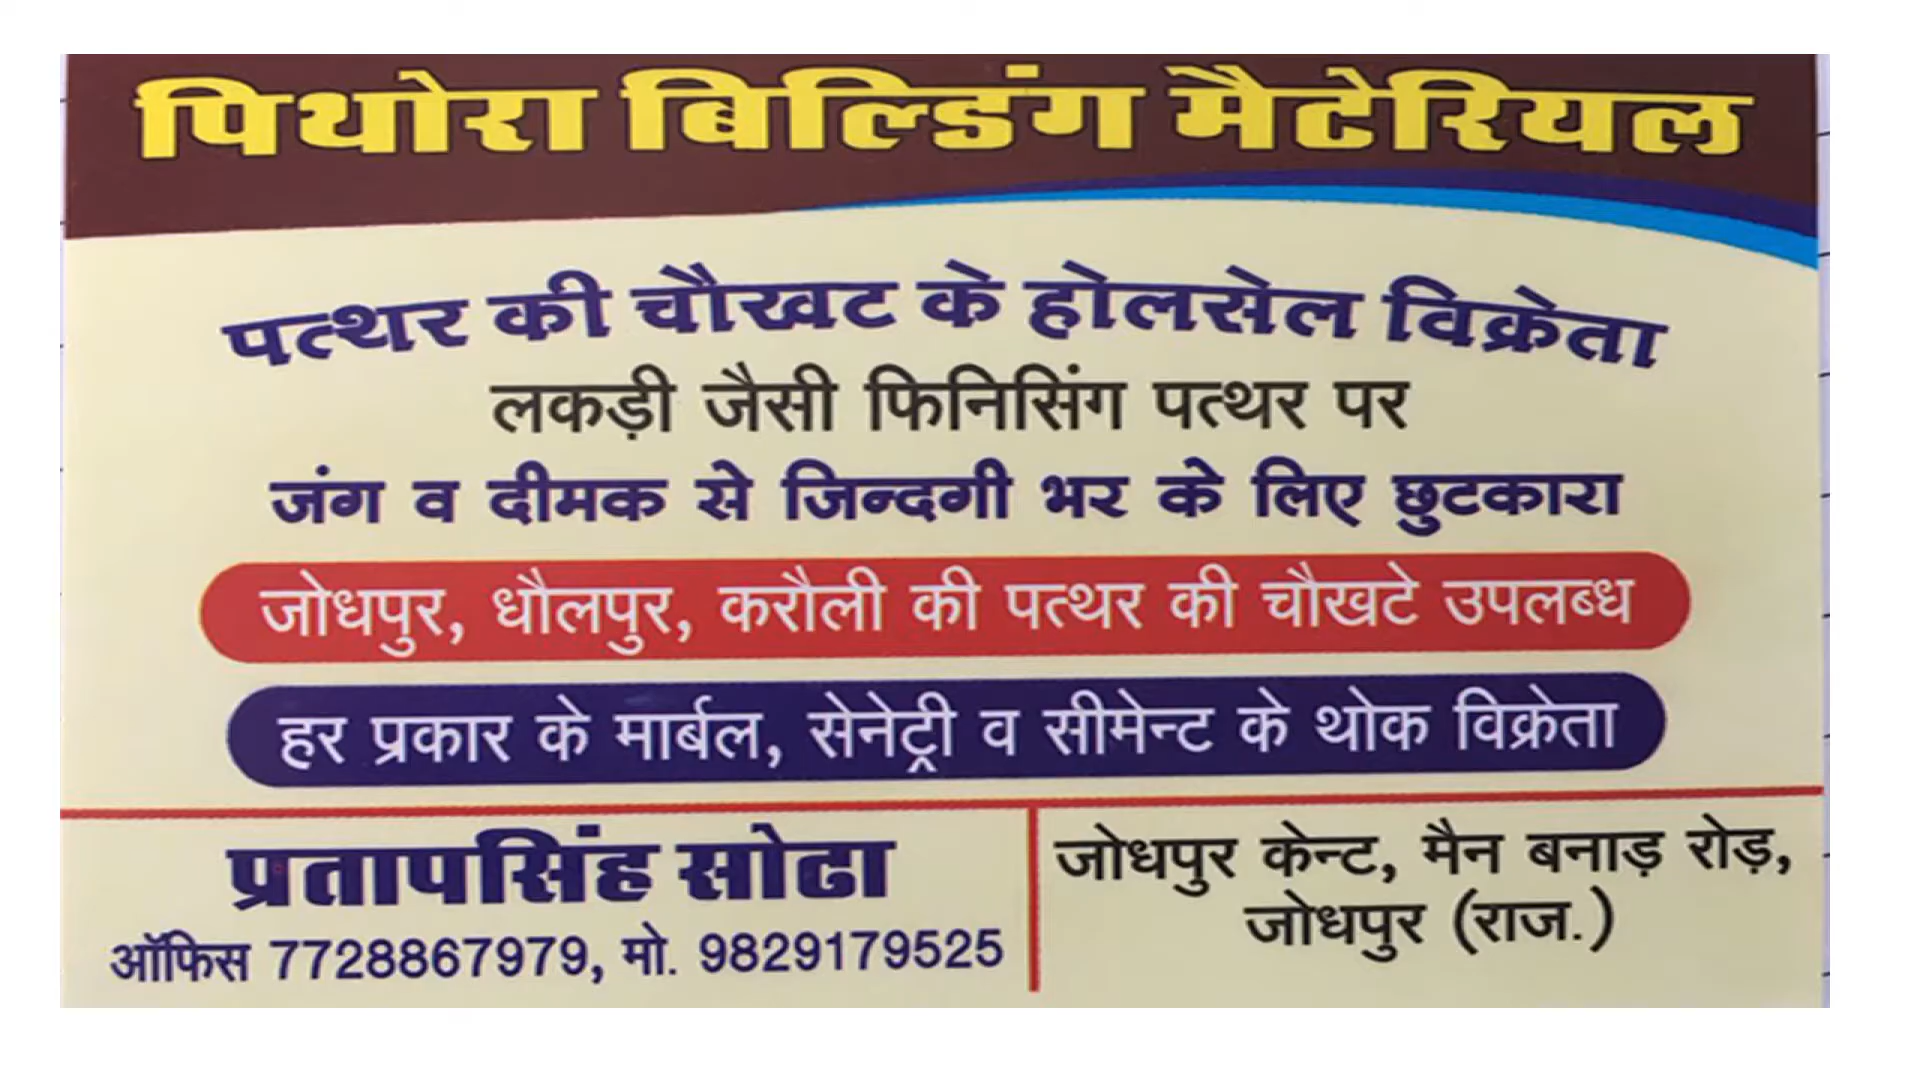 पिथोरा बिल्डिंग मैटेरियल
पत्थर की चौखट के होलसेल विक्रेता
लकड़ी जैसी फिनिसिंग पत्थर पर
जंग व दीमक से जिन्दगी भर के लिए छुटकारा
जोधपुर, धौलपुर, करौली की पत्थर की चौखटे उपलब्ध
हर प्रकार के मार्बल, सेनेट्री व सीमेन्ट के थोक विक्रेता
प्रतापसिंह सोढा
ऑफिस 7728867979, मो. 9829179525
जोधपुर केन्ट, मैन बनाड़ रोड़,
जोधपुर (राज.)